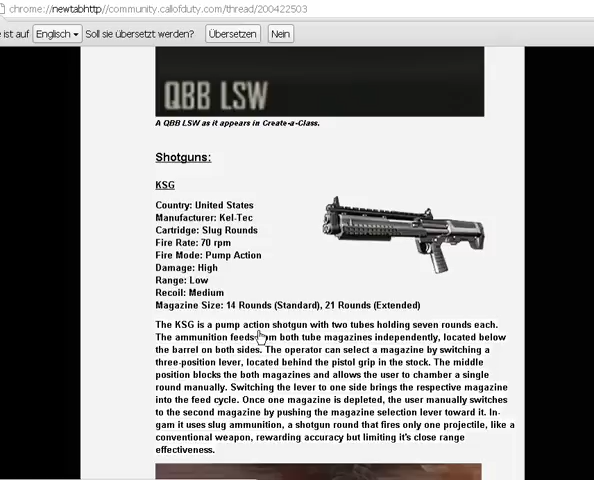 chrome://newtabhttp//community.callofduty.com/thread/200422503
e ist auf Englisch Soll sie übersetzt werden? Übersetzen Nein
QBB LSW
A QBB LSW as it appears in Create-a-Class.
Shotguns:
KSG
Country: United States
Manufacturer: Kel-Tec
Cartridge: Slug Rounds
Fire Rate: 70 rpm
Fire Mode: Pump Action
Damage: High
Range: Low
Recoil: Medium
Magazine Size: 14 Rounds (Standard), 21 Rounds (Extended)
The KSG is a pump action shotgun with two tubes holding seven rounds each.
The ammunition feeds both tube magazines independently, located below
the barrel on both sides. The operator can select a magazine by switching a
three-position lever, located behind the pistol grip in the stock. The middle
position blocks the both magazines and allows the user to chamber a single
round manually. Switching the lever to one side brings the respective magazine
into the feed cycle. Once one magazine is depleted, the user manually switches
to the second magazine by pushing the magazine selection lever toward it. In-
gam it uses slug ammunition, a shotgun round that fires only one projectile, like a
conventional weapon, rewarding accuracy but limiting it's close range
effectiveness.